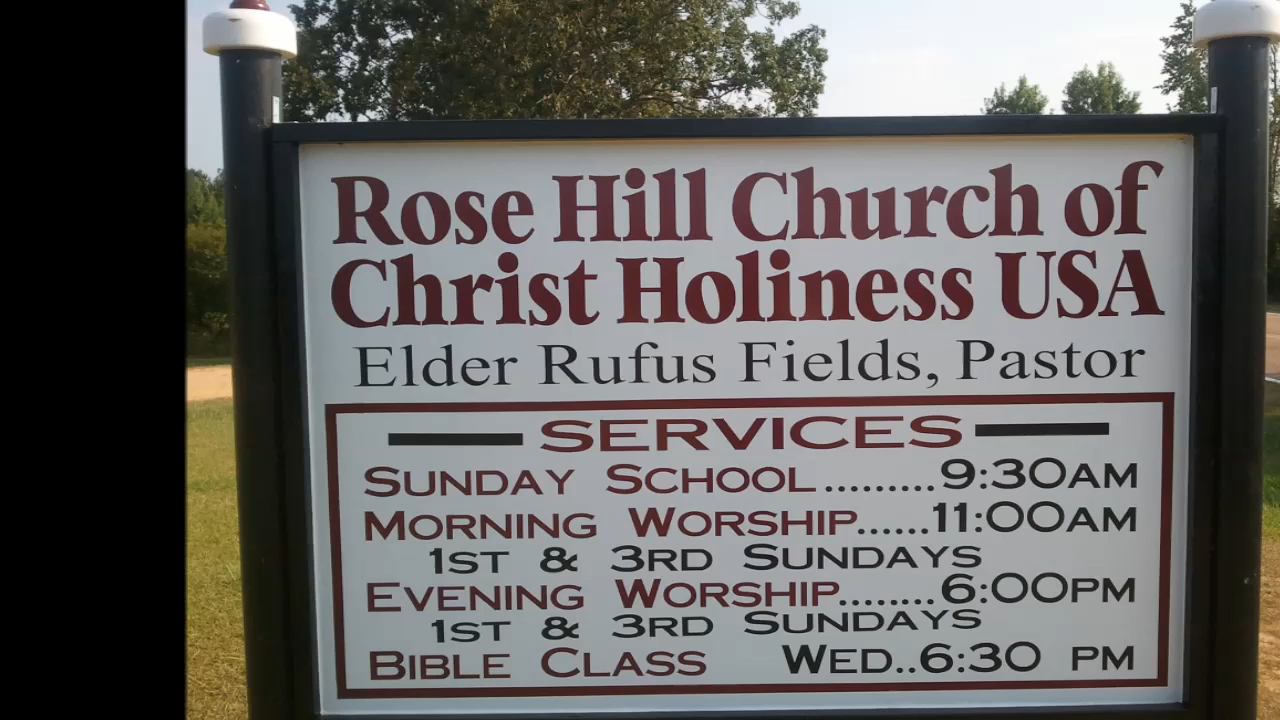 Rose Hill Church of
Christ Holiness USA
Elder Rufus Fields, Pastor
SERVICES
SUNDAY SCHOOL.........9:30AM
MORNING WORSHIP......11:00AM
1ST & 3RD SUNDAYS
EVENING WORSHIP........6:00PM
1ST & 3RD SUNDAYS
BIBLE CLASS WED..6:30 PM